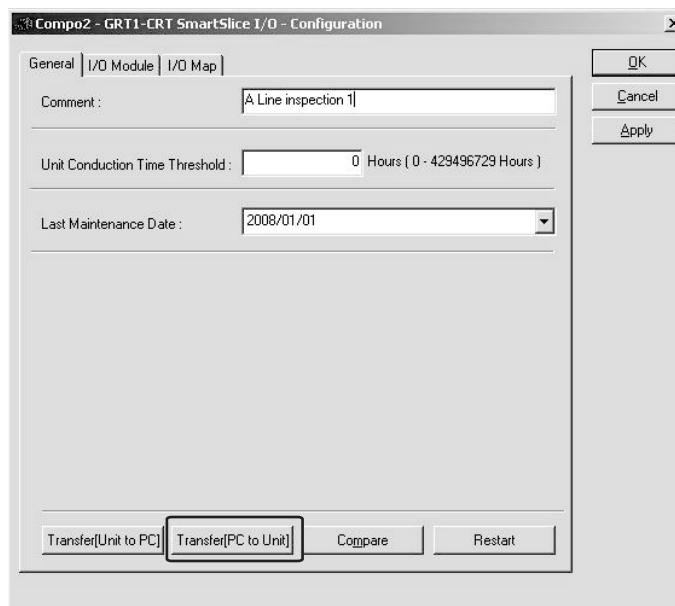 Compo2 - GRT1-CRT SmartSlice I/O - Configuration
General I/O Module I/O Map
OK
Comment : A Line inspection 1
Cancel
Apply
Unit Conduction Time Threshold : 0 Hours ( 0 - 429496729 Hours )
Last Maintenance Date : 2008/01/01
Transfer[Unit to PC] Transfer[PC to Unit] Compare Restart